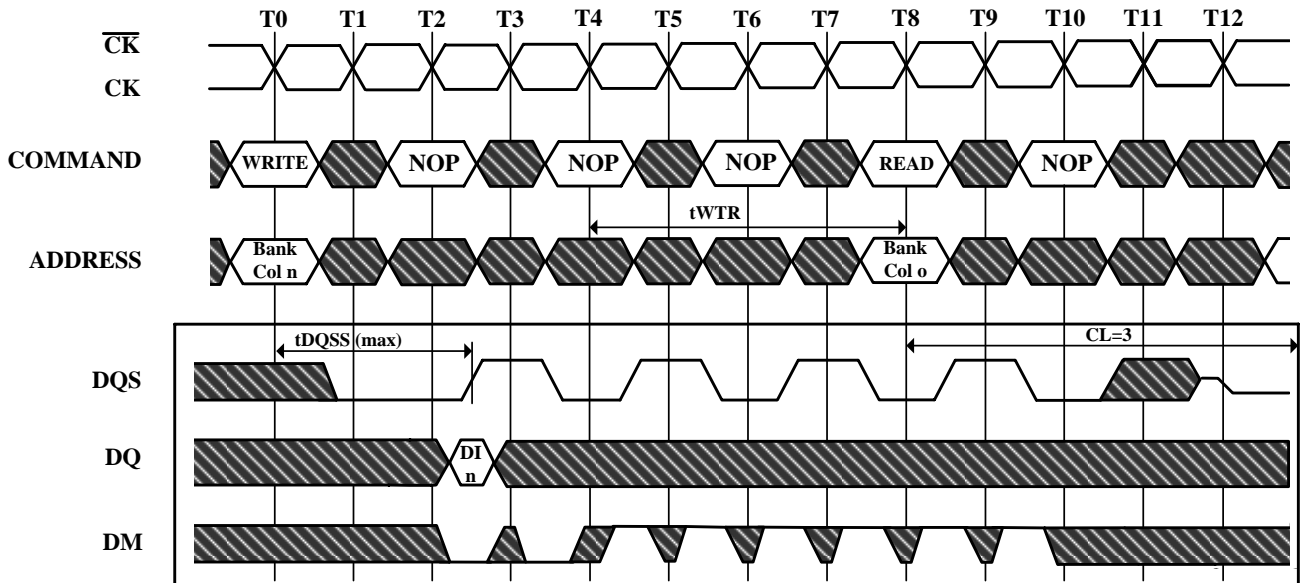 T0 T1 T2 T3 T4 T5 T6 T7 T8 T9 T10 T11 T12
CK
CK
COMMAND WRITE NOP NOP NOP READ NOP
tWTR
ADDRESS Bank Col n Bank Col o
tDQSS (max) CL=3
DQS
DQ DI n
DM